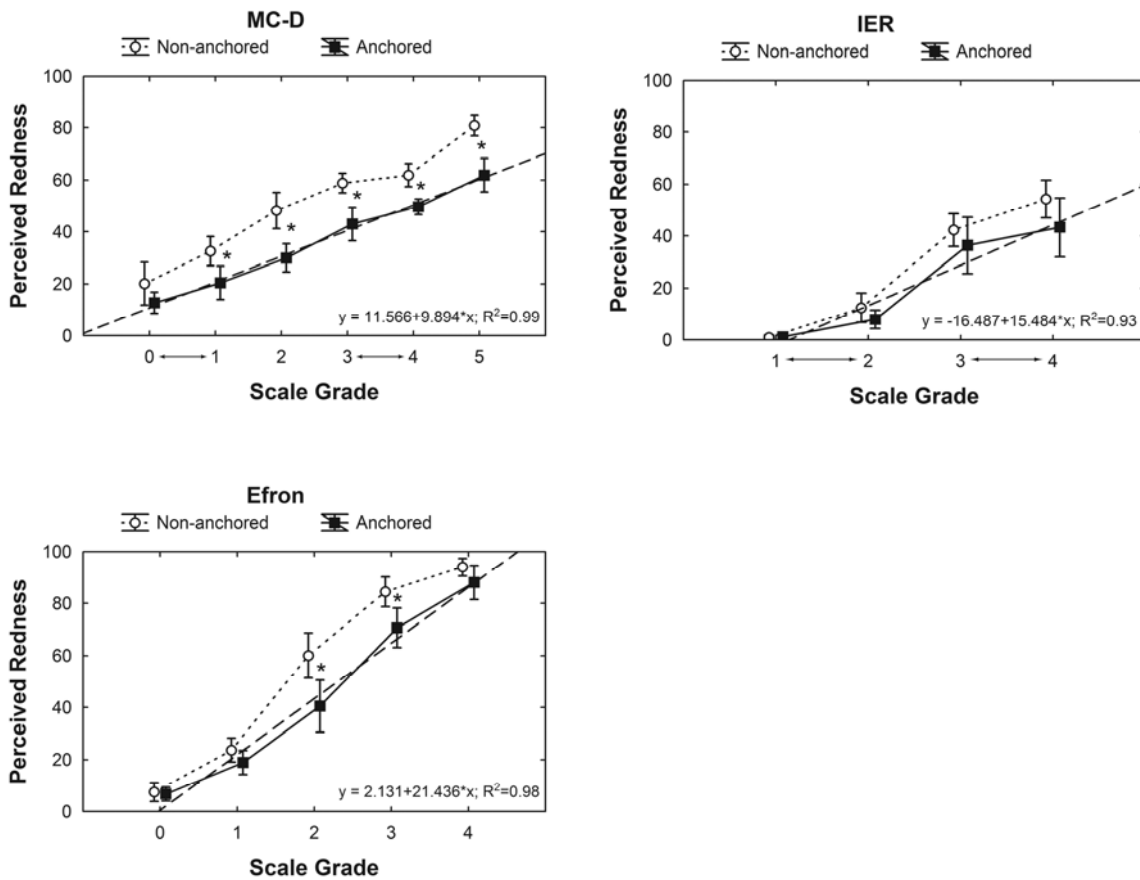 MC-D
Non-anchored Anchored
100
80
60
40
20
0
Perceived Redness
*
*
*
*
*
y = 11.566+9.894*x; R²=0.99
0 1 2 3 4 5
Scale Grade
IER
Non-anchored Anchored
100
80
60
40
20
0
Perceived Redness
y = -16.487+15.484*x; R²=0.93
1 2 3 4
Scale Grade
Efron
Non-anchored Anchored
100
80
60
40
20
0
Perceived Redness
*
*
y = 2.131+21.436*x; R²=0.98
0 1 2 3 4
Scale Grade